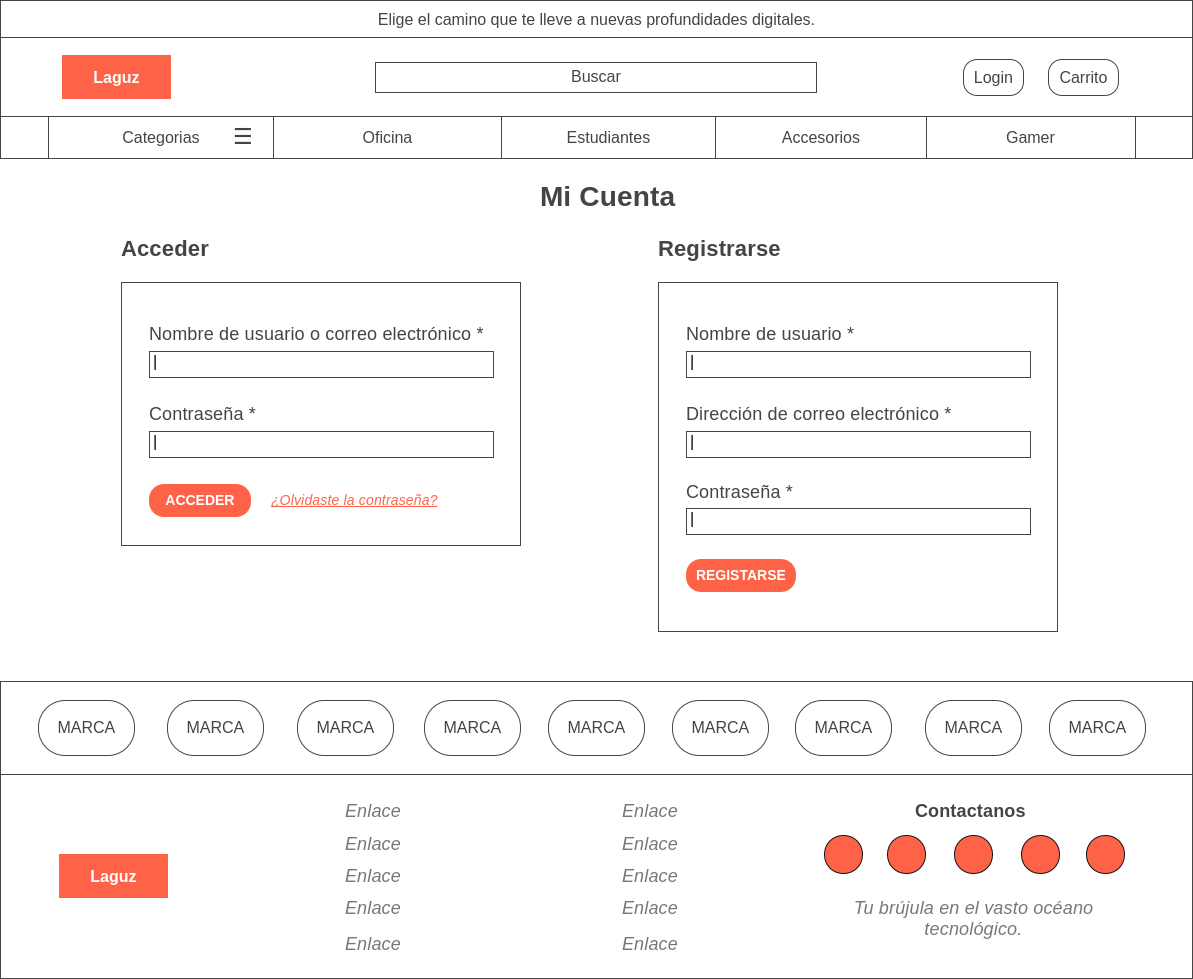 Elige el camino que te lleve a nuevas profundidades digitales.
Laguz
Buscar
Login
Carrito
Categorias
Oficina
Estudiantes
Accesorios
Gamer
Mi Cuenta
Acceder
Nombre de usuario o correo electrónico *
Contraseña *
ACCEDER
¿Olvidaste la contraseña?
Registrarse
Nombre de usuario *
Dirección de correo electrónico *
Contraseña *
REGISTARSE
MARCA
MARCA
MARCA
MARCA
MARCA
MARCA
MARCA
MARCA
MARCA
Laguz
Enlace
Enlace
Enlace
Enlace
Enlace
Enlace
Enlace
Enlace
Enlace
Enlace
Contactanos
Tu brújula en el vasto océano
tecnológico.